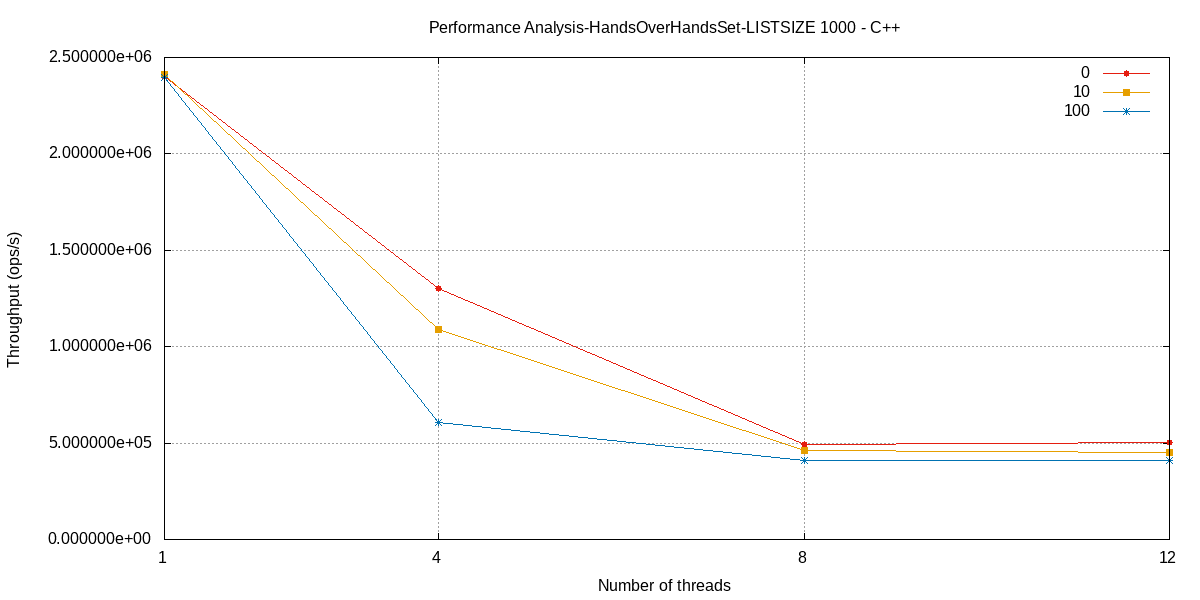 Performance Analysis-HandsOverHandsSet-LISTSIZE 1000 - C++
2.500000e+06
2.000000e+06
1.500000e+06
1.000000e+06
5.000000e+05
0.000000e+00
Throughput (ops/s)
0
10
100
1 4 8 12
Number of threads